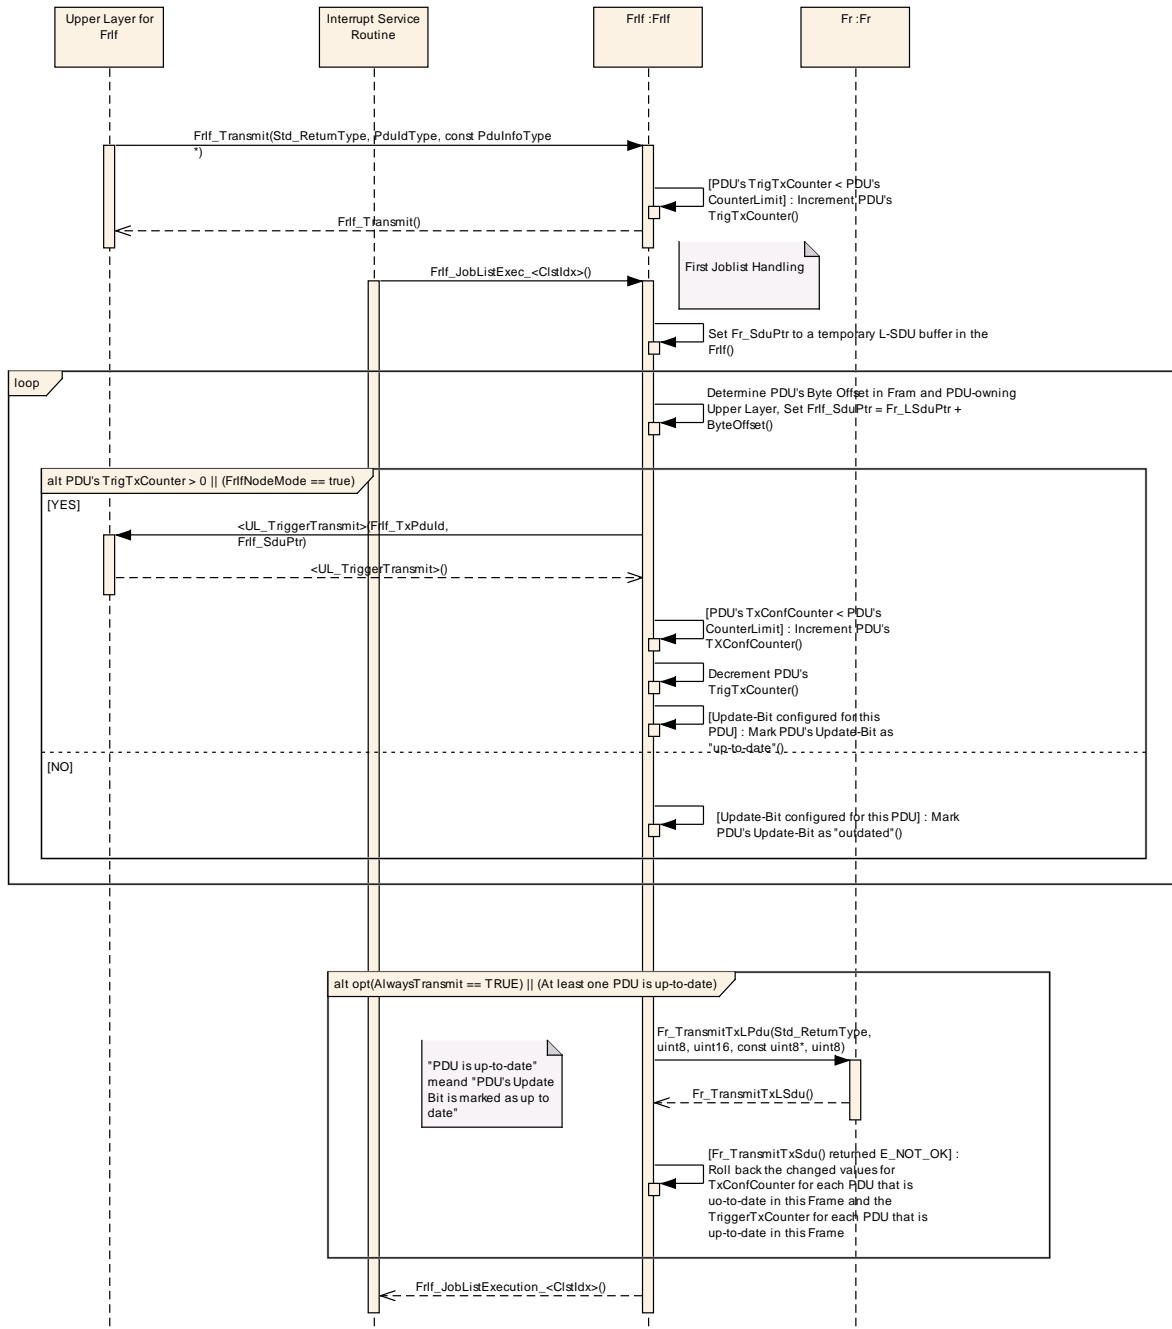 Upper Layer for
FrIf
Interrupt Service
Routine
FrIf :FrIf
Fr :Fr
FrIf_Transmit(Std_ReturnType, PduIdType, const PduInfoType
*)
[PDU's TrigTxCounter < PDU's
CounterLimit] : Increment PDU's
TrigTxCounter()
FrIf_Transmit()
First Joblist Handling
FrIf_JobListExec_<ClstIdx>()
Set Fr_SduPtr to a temporary L-SDU buffer in the
FrIf()
loop
Determine PDU's Byte Offset in Fram and PDU-owning
Upper Layer, Set FrIf_SduPtr = Fr_LSduPtr +
ByteOffset()
alt PDU's TrigTxCounter > 0 || (FrIfNodeMode == true)
[YES]
<UL_TriggerTransmit>(FrIf_TxPduId,
FrIf_SduPtr)
<UL_TriggerTransmit>()
[PDU's TxConfCounter < PDU's
CounterLimit] : Increment PDU's
TXConfCounter()
Decrement PDU's
TrigTxCounter()
[Update-Bit configured for this
PDU] : Mark PDU's Update-Bit as
"up-to-date"()
[NO]
[Update-Bit configured for this PDU] : Mark
PDU's Update-Bit as "outdated"()
alt opt(AlwaysTransmit == TRUE) || (At least one PDU is up-to-date)
Fr_TransmitTxLPdu(Std_ReturnType,
uint8, uint16, const uint8*, uint8)
"PDU is up-to-date"
meand "PDU's Update
Bit is marked as up to
date"
Fr_TransmitTxLSdu()
[Fr_TransmitTxSdu() returned E_NOT_OK] :
Roll back the changed values for
TxConfCounter for each PDU that is
uo-to-date in this Frame and the
TriggerTxCounter for each PDU that is
up-to-date in this Frame
FrIf_JobListExecution_<ClstIdx>()